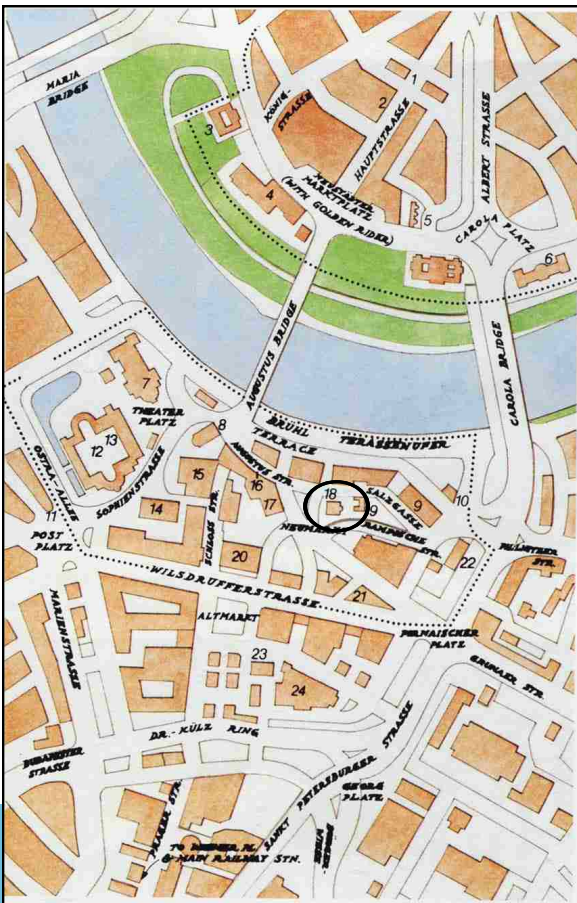 MARIA
BRIDGE
1
2
3
KÖNIG
STRASSE
HAUPTSTRASSE
ALBERT STRASSE
4
NEUSTÄDTER
MARKTPLATZ
(WITH GOLDEN RIDER)
5
CAROLA PLATZ
6
AUGUSTUS BRIDGE
CAROLA BRIDGE
7
THEATER
PLATZ
8
BRÜHL
TERRACE
TERASSENUFER
13
12
OSTRA-ALLEE
SOPHIENSTRASSE
AUGUSTUS STR.
15
16
17
18
19
SALZGASSE
9
10
11
POST
PLATZ
14
SCHLOSS STR.
NEUMARKT
RAMPISCHE
STR.
20
22
PILLNITZER
STR.
WILSDRUFFERSTRASSE
21
MARIENSTRASSE
ALTMARKT
PIRNAISCHER
PLATZ
GRUNAER STR.
23
24
DR.-KÜLZ RING
STRASSE
SANKT PETERSBURGER
GEORG
PLATZ
PRAGER STR.
TO
& MAIN RAILWAY STN.